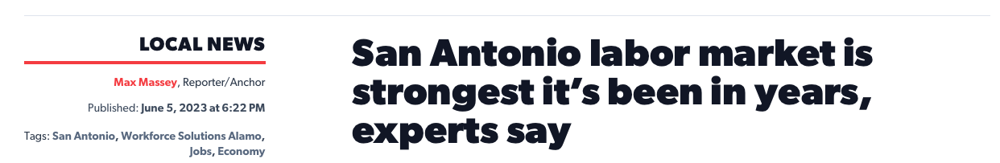 LOCAL NEWS
Max Massey, Reporter/Anchor
Published: June 5, 2023 at 6:22 PM
Tags: San Antonio, Workforce Solutions Alamo,
Jobs, Economy
San Antonio labor market is
strongest it’s been in years,
experts say